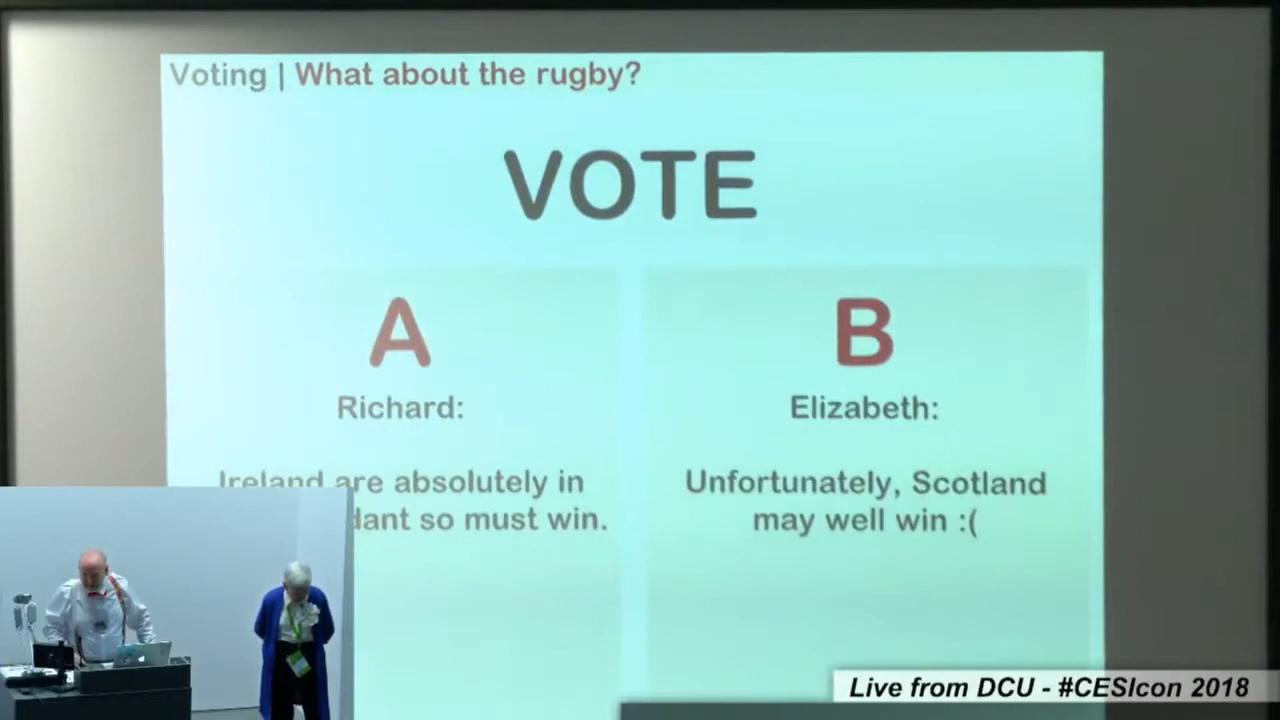 Voting | What about the rugby?
VOTE
A
B
Richard:
Elizabeth:
Ireland are absolutely in
dant so must win.
Unfortunately, Scotland
may well win :(
Live from DCU - #CESIcon 2018